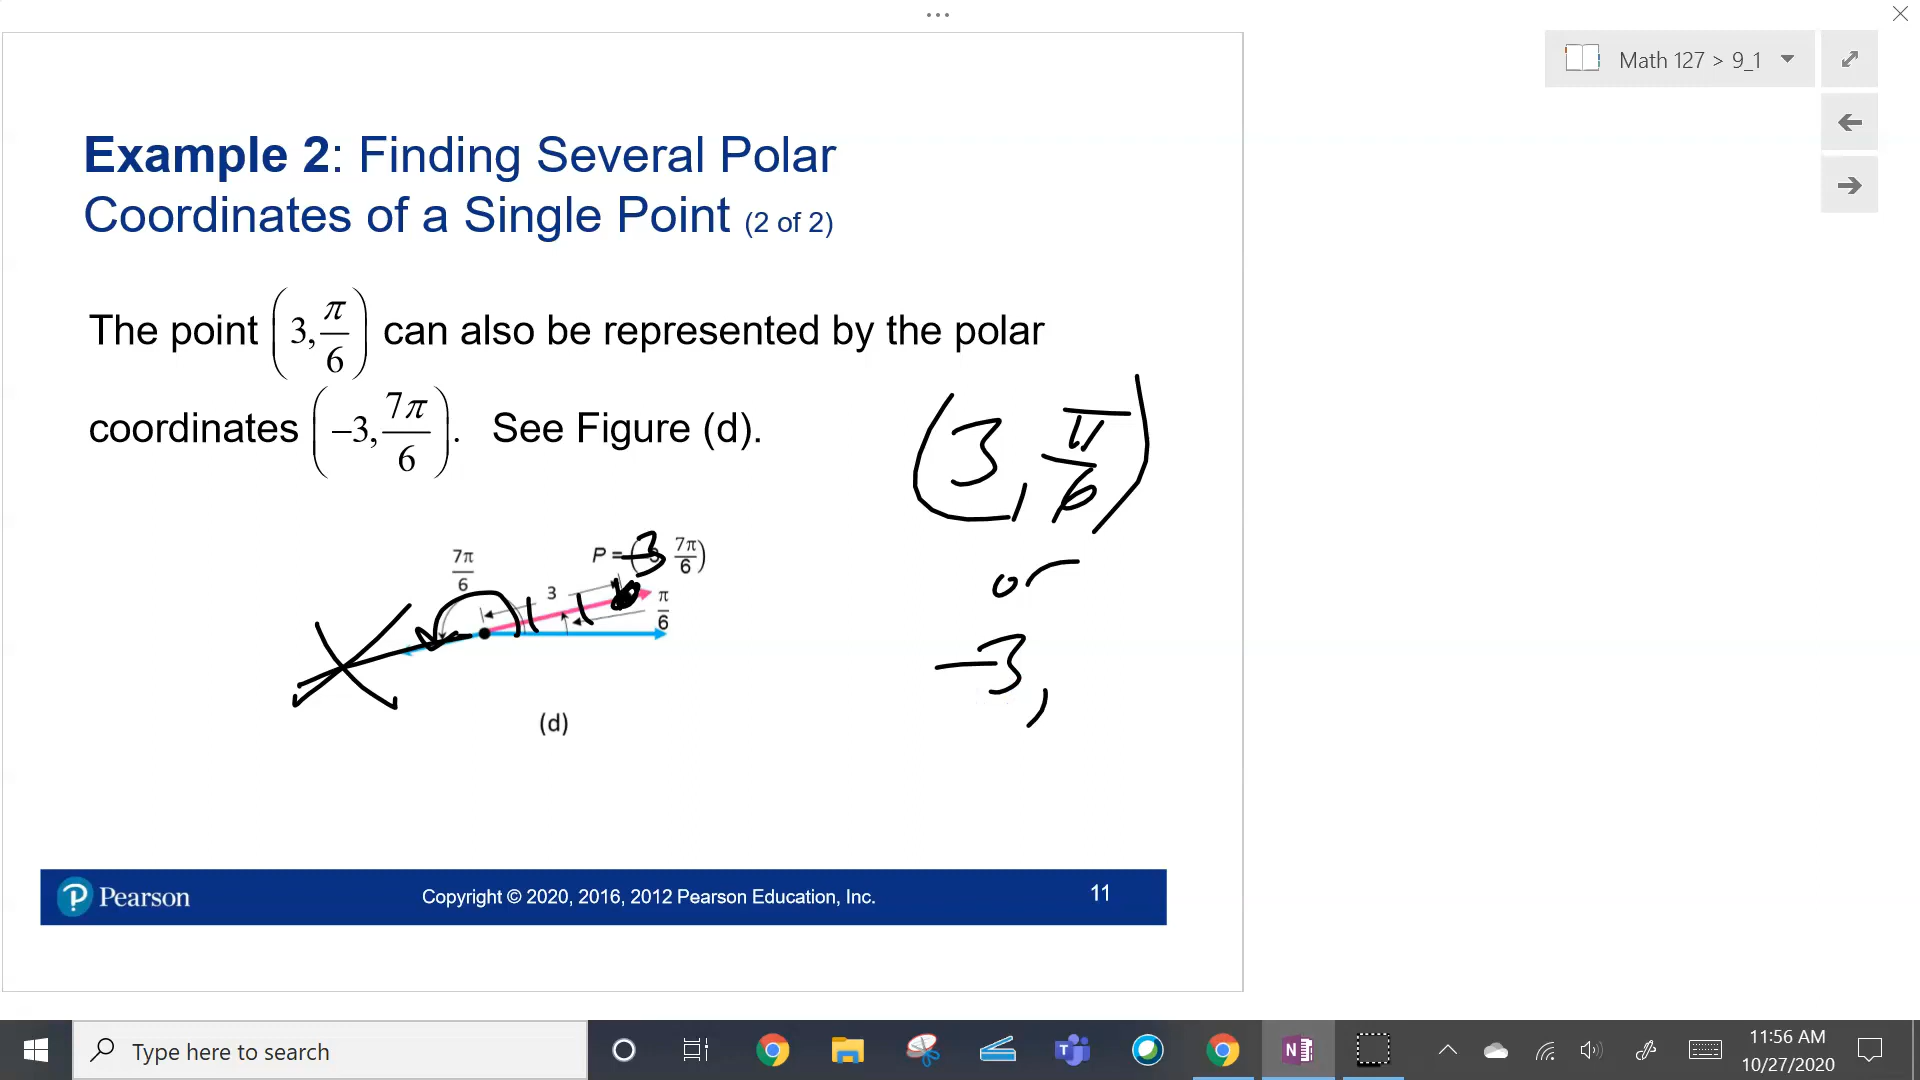 Math 127 > 9_1
Example 2: Finding Several Polar
Coordinates of a Single Point (2 of 2)
The point (3, π/6) can also be represented by the polar
coordinates (−3, 7π/6). See Figure (d).
(3, π/6)
or
−3,
7π/6
P = (−3 7π/6)
3
π/6
(d)
Pearson
Copyright © 2020, 2016, 2012 Pearson Education, Inc.
11
Type here to search
11:56 AM
10/27/2020